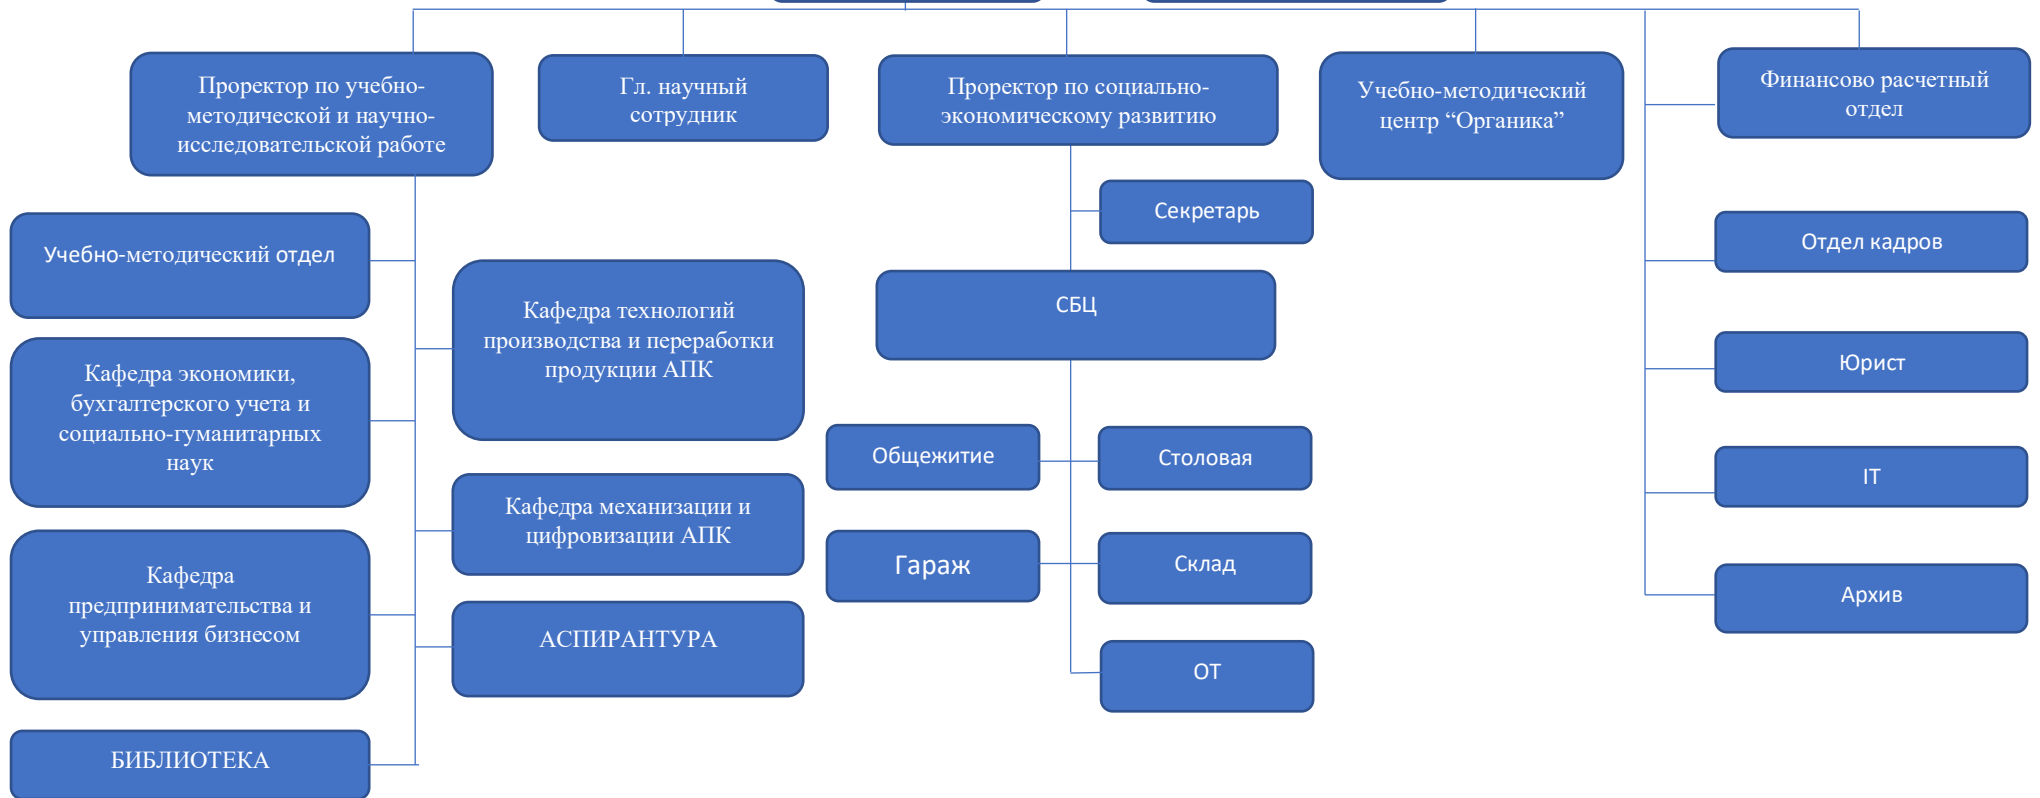 Проректор по учебно-
методической и научно-
исследовательской работе
Гл. научный
сотрудник
Проректор по социально-
экономическому развитию
Учебно-методический
центр “Органика”
Финансово расчетный
отдел
Секретарь
Учебно-методический отдел
Отдел кадров
Кафедра технологий
производства и переработки
продукции АПК
СБЦ
Кафедра экономики,
бухгалтерского учета и
социально-гуманитарных
наук
Юрист
Общежитие
Столовая
IT
Кафедра механизации и
цифровизации АПК
Гараж
Склад
Кафедра
предпринимательства и
управления бизнесом
Архив
АСПИРАНТУРА
ОТ
БИБЛИОТЕКА